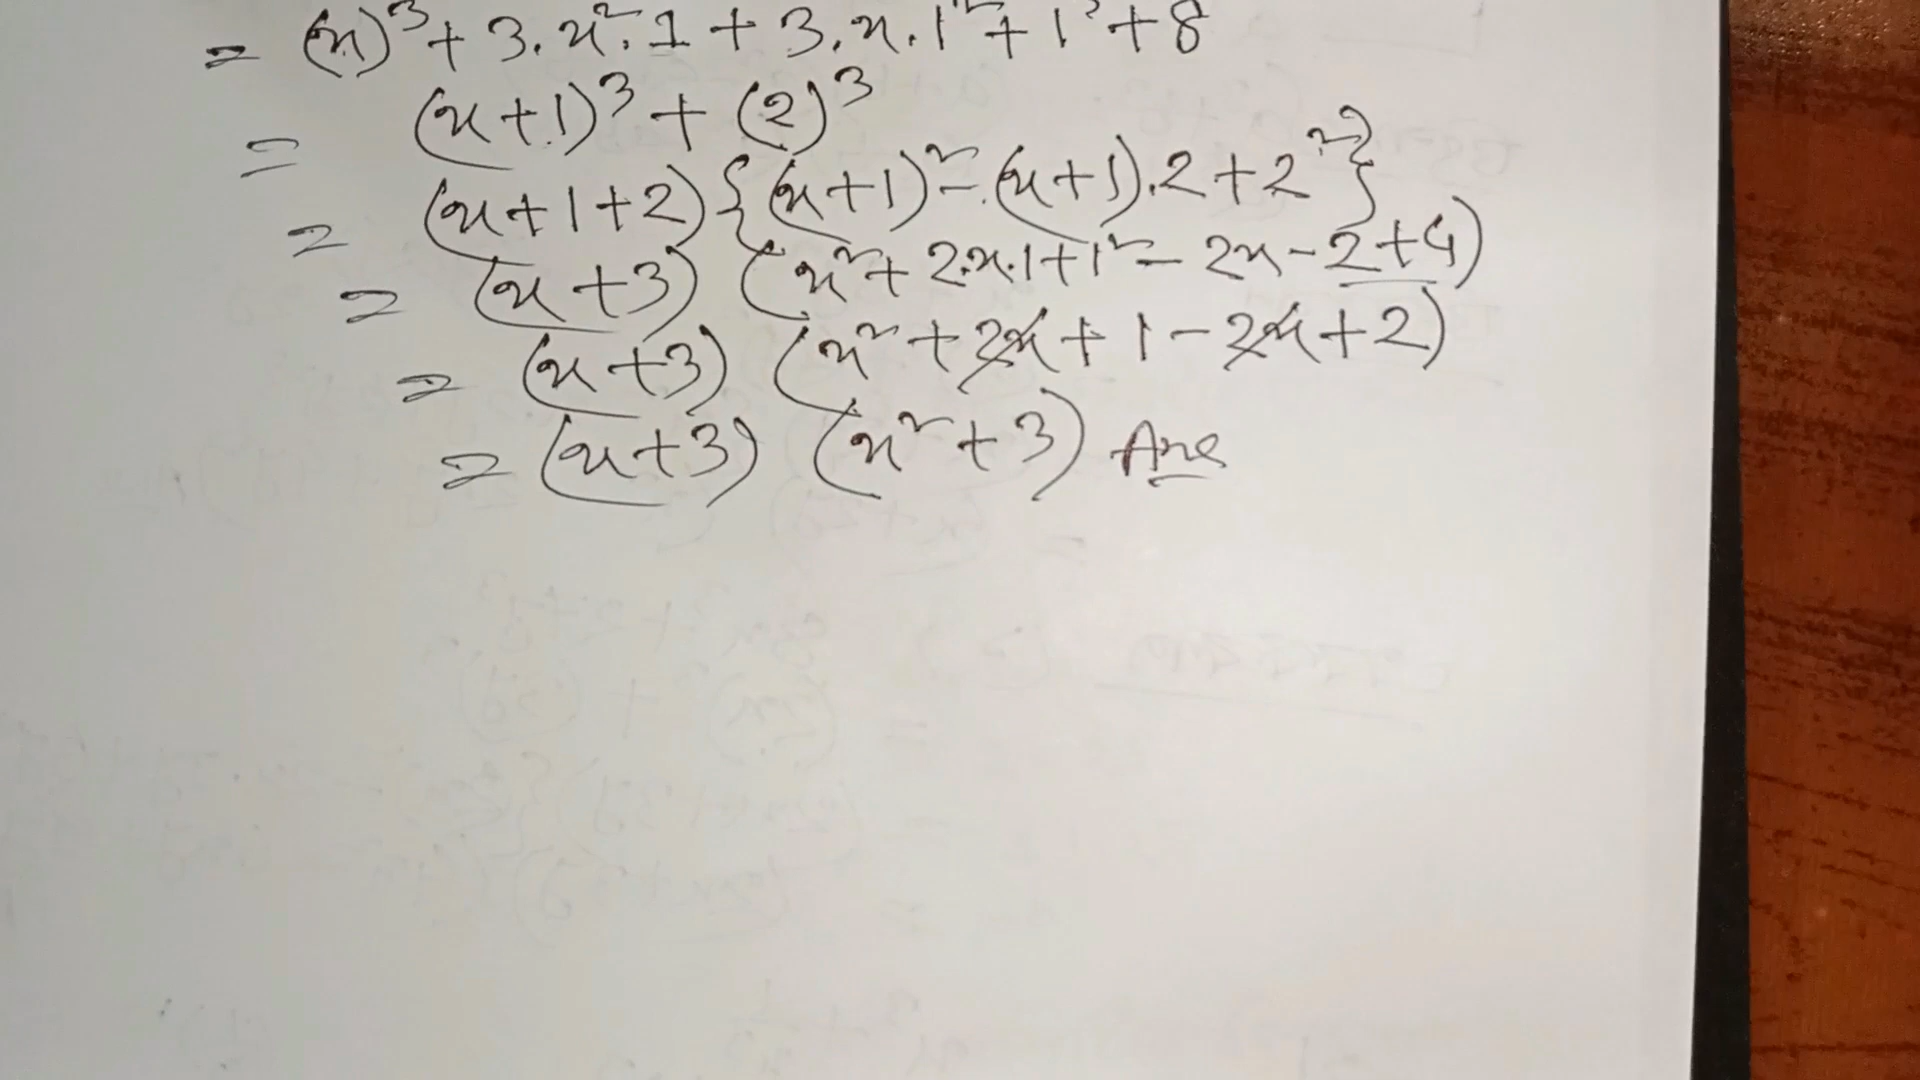 = (x)³ + 3.x².1 + 3.x.1² + 1³ + 8
= (x+1)³ + (2)³
= (x+1+2) {(x+1)² - (x+1).2 + 2²}
= (x+3) (x² + 2.x.1 + 1² - 2x - 2 + 4)
= (x+3) (x² + 2x + 1 - 2x + 2)
= (x+3) (x² + 3) Ans